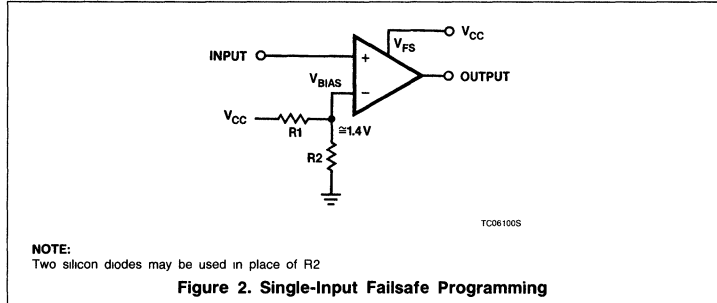 V_CC
V_FS
INPUT
+
OUTPUT
V_BIAS
−
V_CC
≅1.4 V
R1
R2
TC06100S
NOTE:
Two silicon diodes may be used in place of R2
Figure 2. Single-Input Failsafe Programming